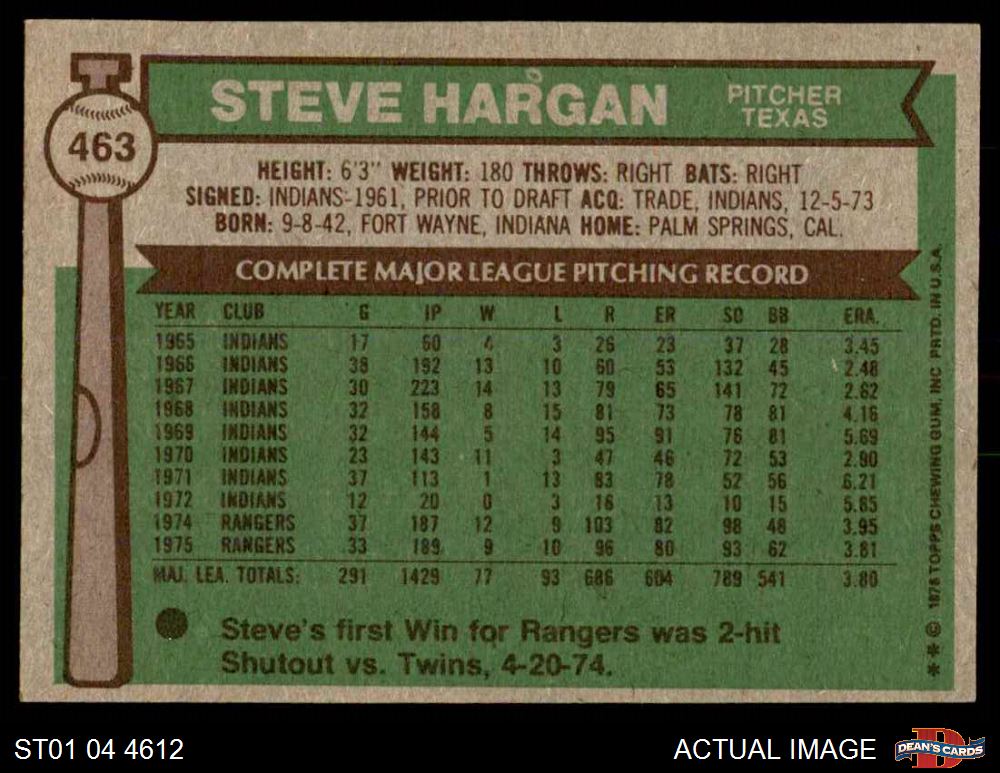 STEVE HARGAN
PITCHER
TEXAS
463
HEIGHT: 6'3" WEIGHT: 180 THROWS: RIGHT BATS: RIGHT
SIGNED: INDIANS-1961, PRIOR TO DRAFT ACQ: TRADE, INDIANS, 12-5-73
BORN: 9-8-42, FORT WAYNE, INDIANA HOME: PALM SPRINGS, CAL.
COMPLETE MAJOR LEAGUE PITCHING RECORD
YEAR CLUB G IP W L R ER SO BB ERA.
1965 INDIANS 17 60 4 3 26 23 37 28 3.45
1966 INDIANS 38 192 13 10 60 53 132 45 2.48
1967 INDIANS 30 223 14 13 79 65 141 72 2.62
1968 INDIANS 32 158 8 15 81 73 78 81 4.16
1969 INDIANS 32 144 5 14 95 91 76 81 5.69
1970 INDIANS 23 143 11 3 47 46 72 53 2.90
1971 INDIANS 37 113 1 13 83 78 52 56 6.21
1972 INDIANS 12 20 0 3 16 13 10 15 5.85
1974 RANGERS 37 187 12 9 103 82 98 48 3.95
1975 RANGERS 33 189 9 10 96 80 93 62 3.81
MAJ. LEA. TOTALS: 291 1429 77 93 686 604 789 541 3.80
Steve's first Win for Rangers was 2-hit
Shutout vs. Twins, 4-20-74.
** © 1976 TOPPS CHEWING GUM, INC PRTD. IN U.S.A.
ST01 04 4612
ACTUAL IMAGE
D
DEAN'S CARDS